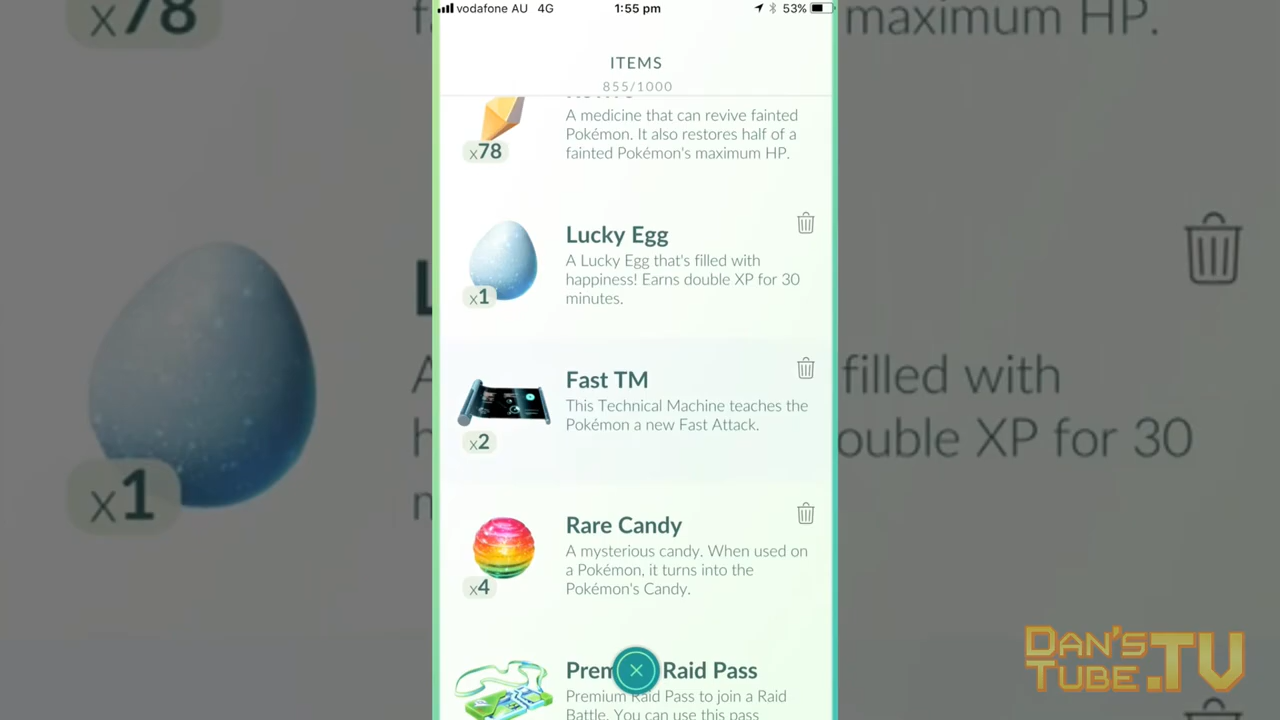 vodafone AU 4G 1:55 pm 53%
ITEMS
855/1000
A medicine that can revive fainted
Pokémon. It also restores half of a
fainted Pokémon's maximum HP.
x78
Lucky Egg
A Lucky Egg that's filled with
happiness! Earns double XP for 30
minutes.
x1
Fast TM
This Technical Machine teaches the
Pokémon a new Fast Attack.
x2
Rare Candy
A mysterious candy. When used on
a Pokémon, it turns into the
Pokémon's Candy.
x4
Raid Pass
Premium Raid Pass to join a Raid
Battle. You can use this pass
x78
maximum HP.
x1
filled with
double XP for 30
DAN'S
TUBE.TV